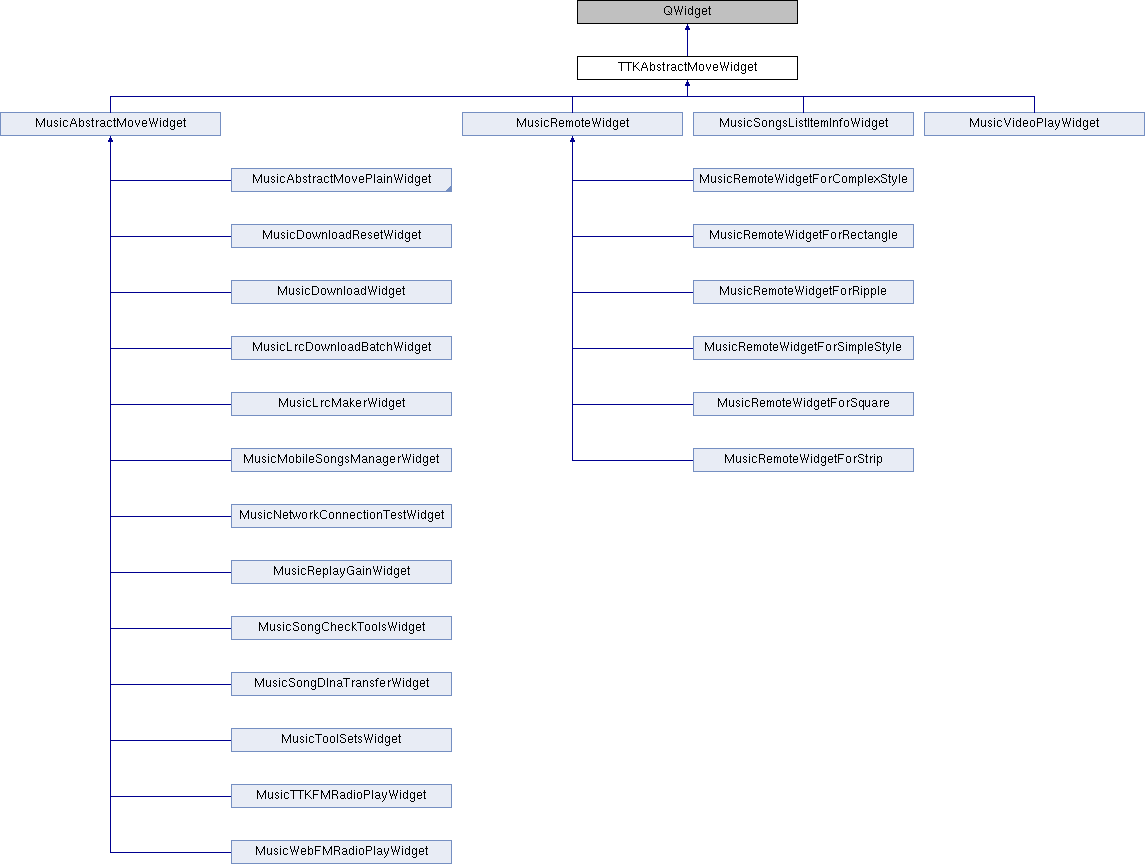 QWidget
TTKAbstractMoveWidget
MusicAbstractMoveWidget
MusicRemoteWidget
MusicSongsListItemInfoWidget
MusicVideoPlayWidget
MusicAbstractMovePlainWidget
MusicRemoteWidgetForComplexStyle
MusicDownloadResetWidget
MusicRemoteWidgetForRectangle
MusicDownloadWidget
MusicRemoteWidgetForRipple
MusicLrcDownloadBatchWidget
MusicRemoteWidgetForSimpleStyle
MusicLrcMakerWidget
MusicRemoteWidgetForSquare
MusicMobileSongsManagerWidget
MusicRemoteWidgetForStrip
MusicNetworkConnectionTestWidget
MusicReplayGainWidget
MusicSongCheckToolsWidget
MusicSongDlnaTransferWidget
MusicToolSetsWidget
MusicTTKFMRadioPlayWidget
MusicWebFMRadioPlayWidget